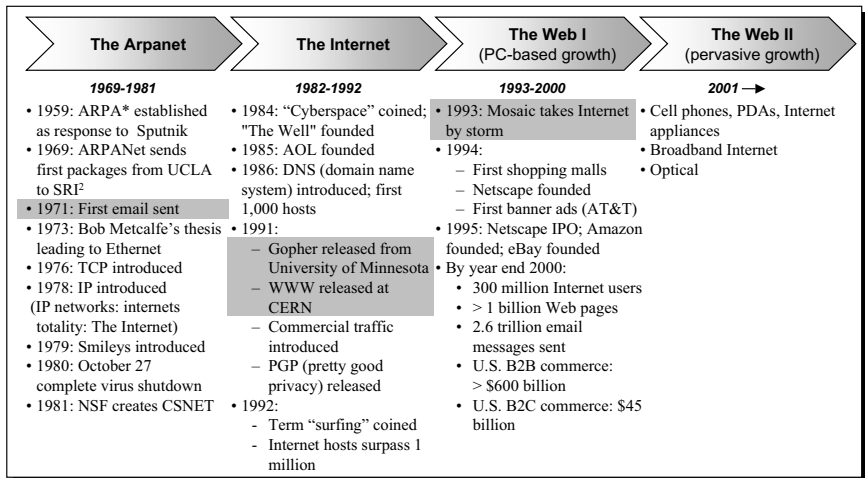 The Arpanet
1969-1981
• 1959: ARPA* established
as response to Sputnik
• 1969: ARPANet sends
first packages from UCLA
to SRI²
• 1971: First email sent
• 1973: Bob Metcalfe’s thesis
leading to Ethernet
• 1976: TCP introduced
• 1978: IP introduced
(IP networks: internets
totality: The Internet)
• 1979: Smileys introduced
• 1980: October 27
complete virus shutdown
• 1981: NSF creates CSNET
The Internet
1982-1992
• 1984: “Cyberspace” coined;
"The Well" founded
• 1985: AOL founded
• 1986: DNS (domain name
system) introduced; first
1,000 hosts
• 1991:
– Gopher released from
University of Minnesota
– WWW released at
CERN
– Commercial traffic
introduced
– PGP (pretty good
privacy) released
• 1992:
- Term “surfing” coined
- Internet hosts surpass 1
million
The Web I
(PC-based growth)
1993-2000
• 1993: Mosaic takes Internet
by storm
• 1994:
– First shopping malls
– Netscape founded
– First banner ads (AT&T)
• 1995: Netscape IPO; Amazon
founded; eBay founded
• By year end 2000:
• 300 million Internet users
• > 1 billion Web pages
• 2.6 trillion email
messages sent
• U.S. B2B commerce:
> $600 billion
• U.S. B2C commerce: $45
billion
The Web II
(pervasive growth)
2001 →
• Cell phones, PDAs, Internet
appliances
• Broadband Internet
• Optical